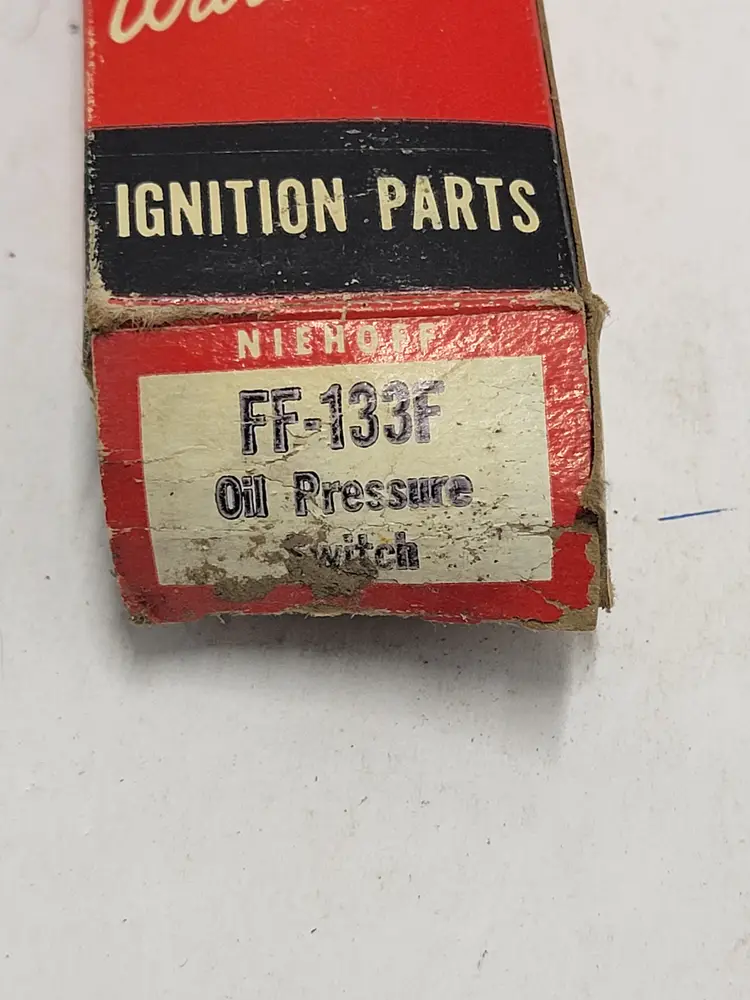 IGNITION PARTS
NIEHOFF
FF-133F
Oil Pressure
Switch